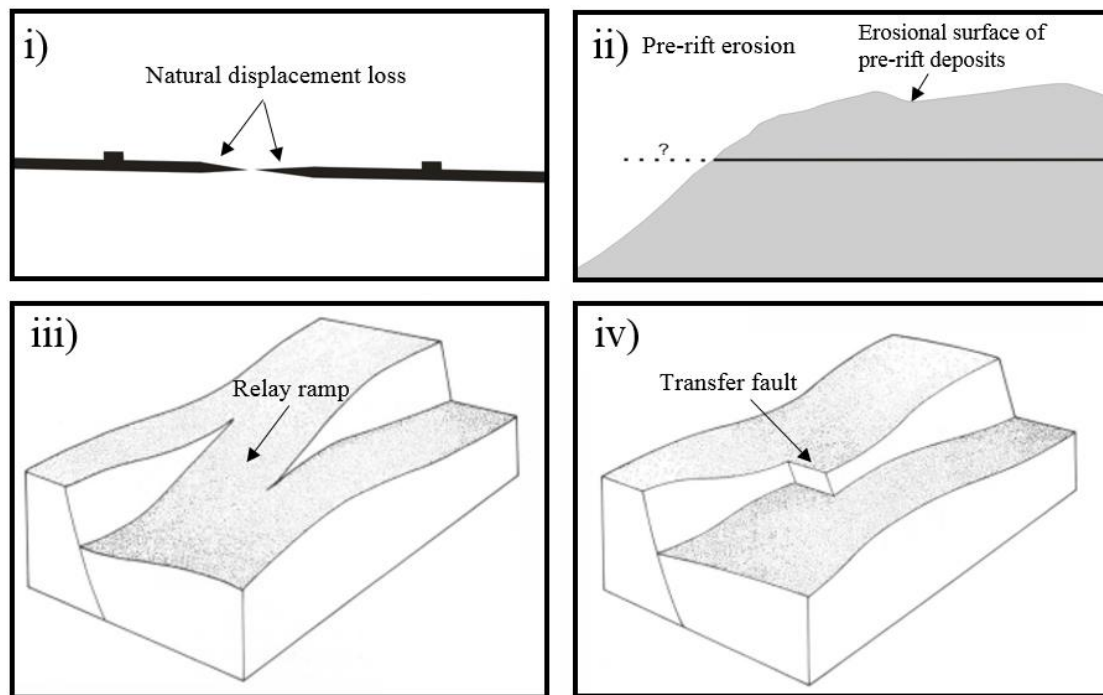 i)
Natural displacement loss
ii)
Pre-rift erosion
Erosional surface of
pre-rift deposits
?
iii)
Relay ramp
iv)
Transfer fault